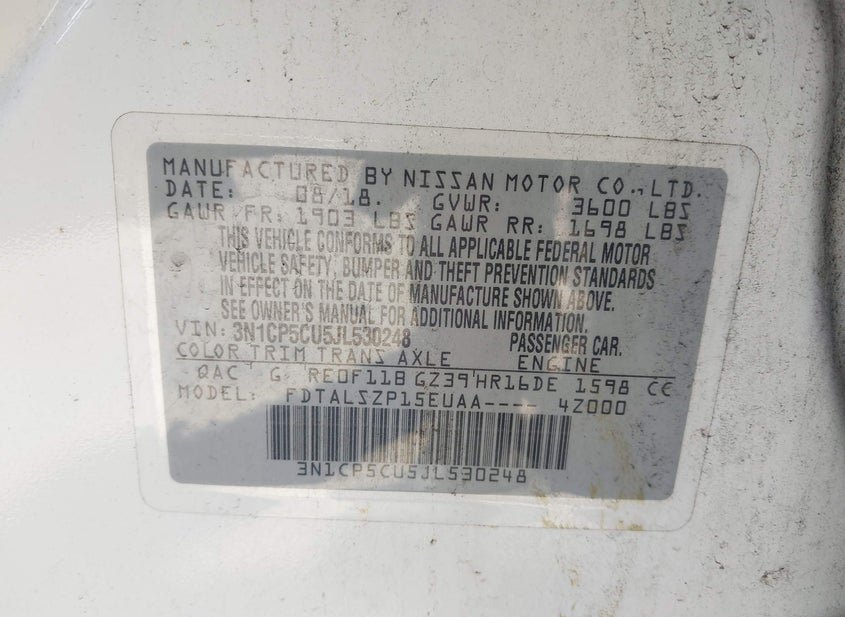 MANUFACTURED BY NISSAN MOTOR CO., LTD.
DATE: 08/18. GVWR: 3600 LBS
GAWR FR: 1903 LBS GAWR RR: 1698 LBS
THIS VEHICLE CONFORMS TO ALL APPLICABLE FEDERAL MOTOR
VEHICLE SAFETY, BUMPER AND THEFT PREVENTION STANDARDS
IN EFFECT ON THE DATE OF MANUFACTURE SHOWN ABOVE.
SEE OWNER'S MANUAL FOR ADDITIONAL INFORMATION.
VIN: 3N1CP5CU5JL530248 PASSENGER CAR.
COLOR TRIM TRANS AXLE ENGINE
QAC G RE0F11B GZ39 HR16DE 1598 CC
MODEL: FDTALSZP15EUAA---- 4Z000
3N1CP5CU5JL530248